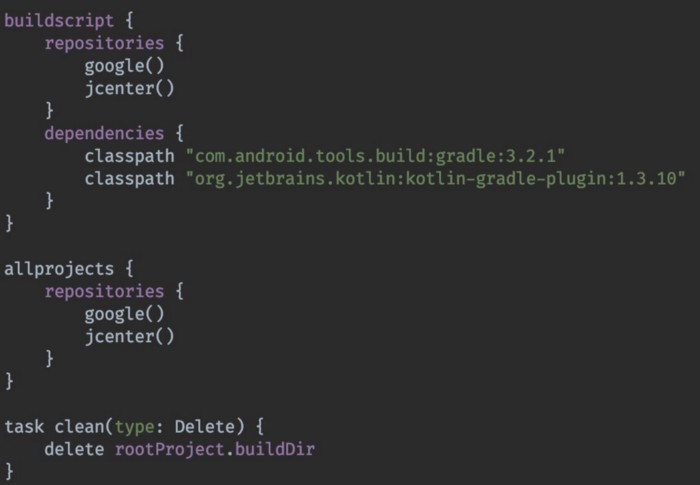 buildscript {
    repositories {
        google()
        jcenter()
    }
    dependencies {
        classpath "com.android.tools.build:gradle:3.2.1"
        classpath "org.jetbrains.kotlin:kotlin-gradle-plugin:1.3.10"
    }
}

allprojects {
    repositories {
        google()
        jcenter()
    }
}

task clean(type: Delete) {
    delete rootProject.buildDir
}